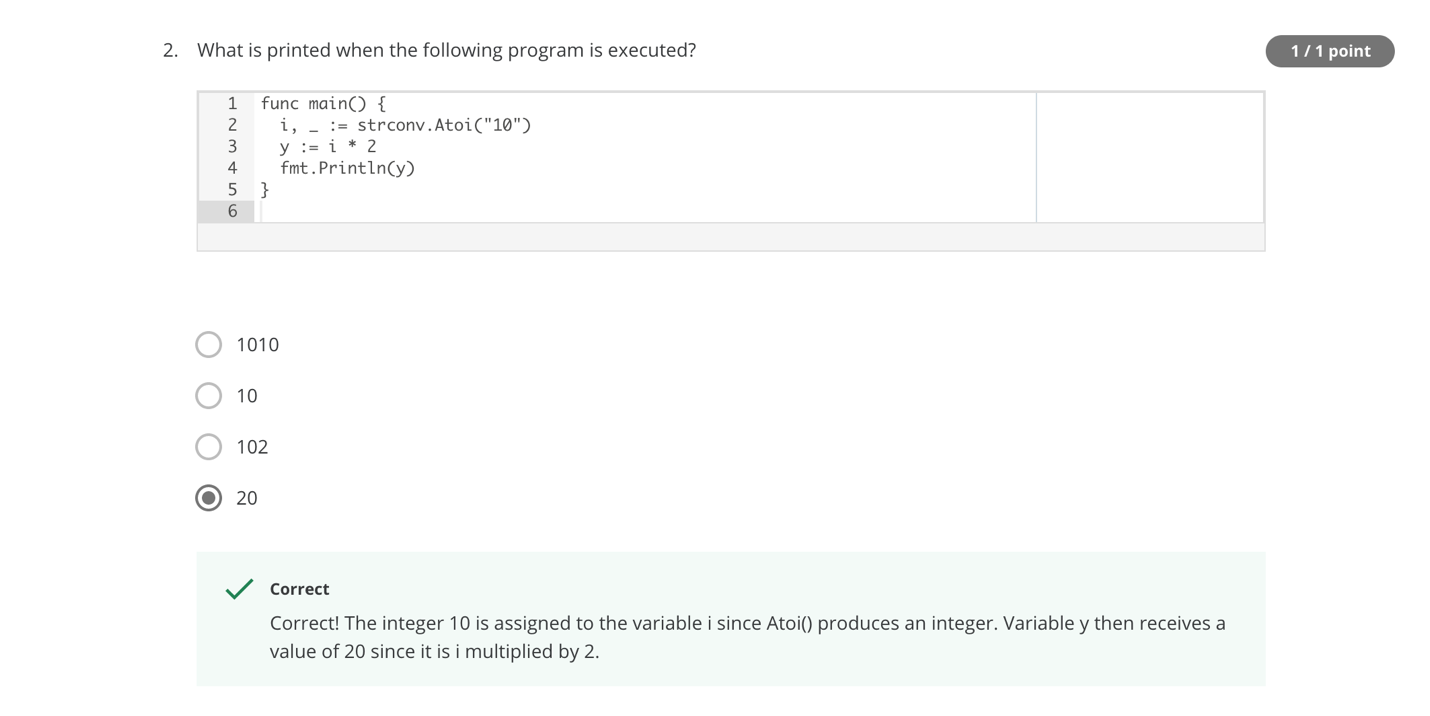 2. What is printed when the following program is executed?
1 / 1 point
1 func main() {
2   i, _ := strconv.Atoi("10")
3   y := i * 2
4   fmt.Println(y)
5 }
6
1010
10
102
20
Correct
Correct! The integer 10 is assigned to the variable i since Atoi() produces an integer. Variable y then receives a
value of 20 since it is i multiplied by 2.